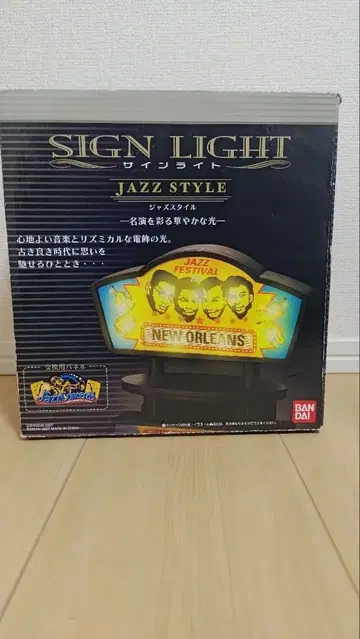 SIGN LIGHT
サインライト
JAZZ STYLE
ジャズスタイル
―名演を彩る華やかな光―
心地よい音楽とリズミカルな電飾の光。
古き良き時代に思いを
馳せるひととき・・・
JAZZ
FESTIVAL
NEW ORLEANS
交換用パネル
BAN
DAI